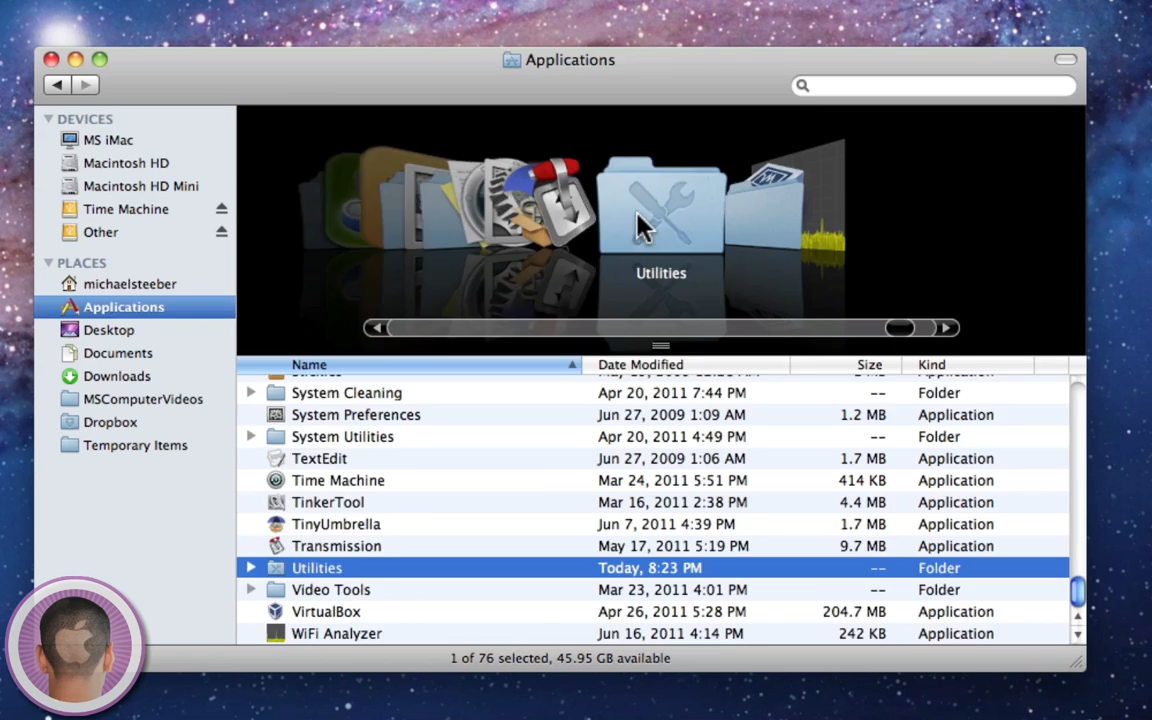 Applications
DEVICES
MS iMac
Macintosh HD
Macintosh HD Mini
Time Machine
Other
PLACES
michaelsteeber
Applications
Desktop
Documents
Downloads
MSComputerVideos
Dropbox
Temporary Items
Utilities
Name Date Modified Size Kind
System Cleaning Apr 20, 2011 7:44 PM -- Folder
System Preferences Jun 27, 2009 1:09 AM 1.2 MB Application
System Utilities Apr 20, 2011 4:49 PM -- Folder
TextEdit Jun 27, 2009 1:06 AM 1.7 MB Application
Time Machine Mar 24, 2011 5:51 PM 414 KB Application
TinkerTool Mar 16, 2011 2:38 PM 4.4 MB Application
TinyUmbrella Jun 7, 2011 4:39 PM 1.7 MB Application
Transmission May 17, 2011 5:19 PM 9.7 MB Application
Utilities Today, 8:23 PM -- Folder
Video Tools Mar 23, 2011 4:01 PM -- Folder
VirtualBox Apr 26, 2011 5:28 PM 204.7 MB Application
WiFi Analyzer Jun 16, 2011 4:14 PM 242 KB Application
1 of 76 selected, 45.95 GB available